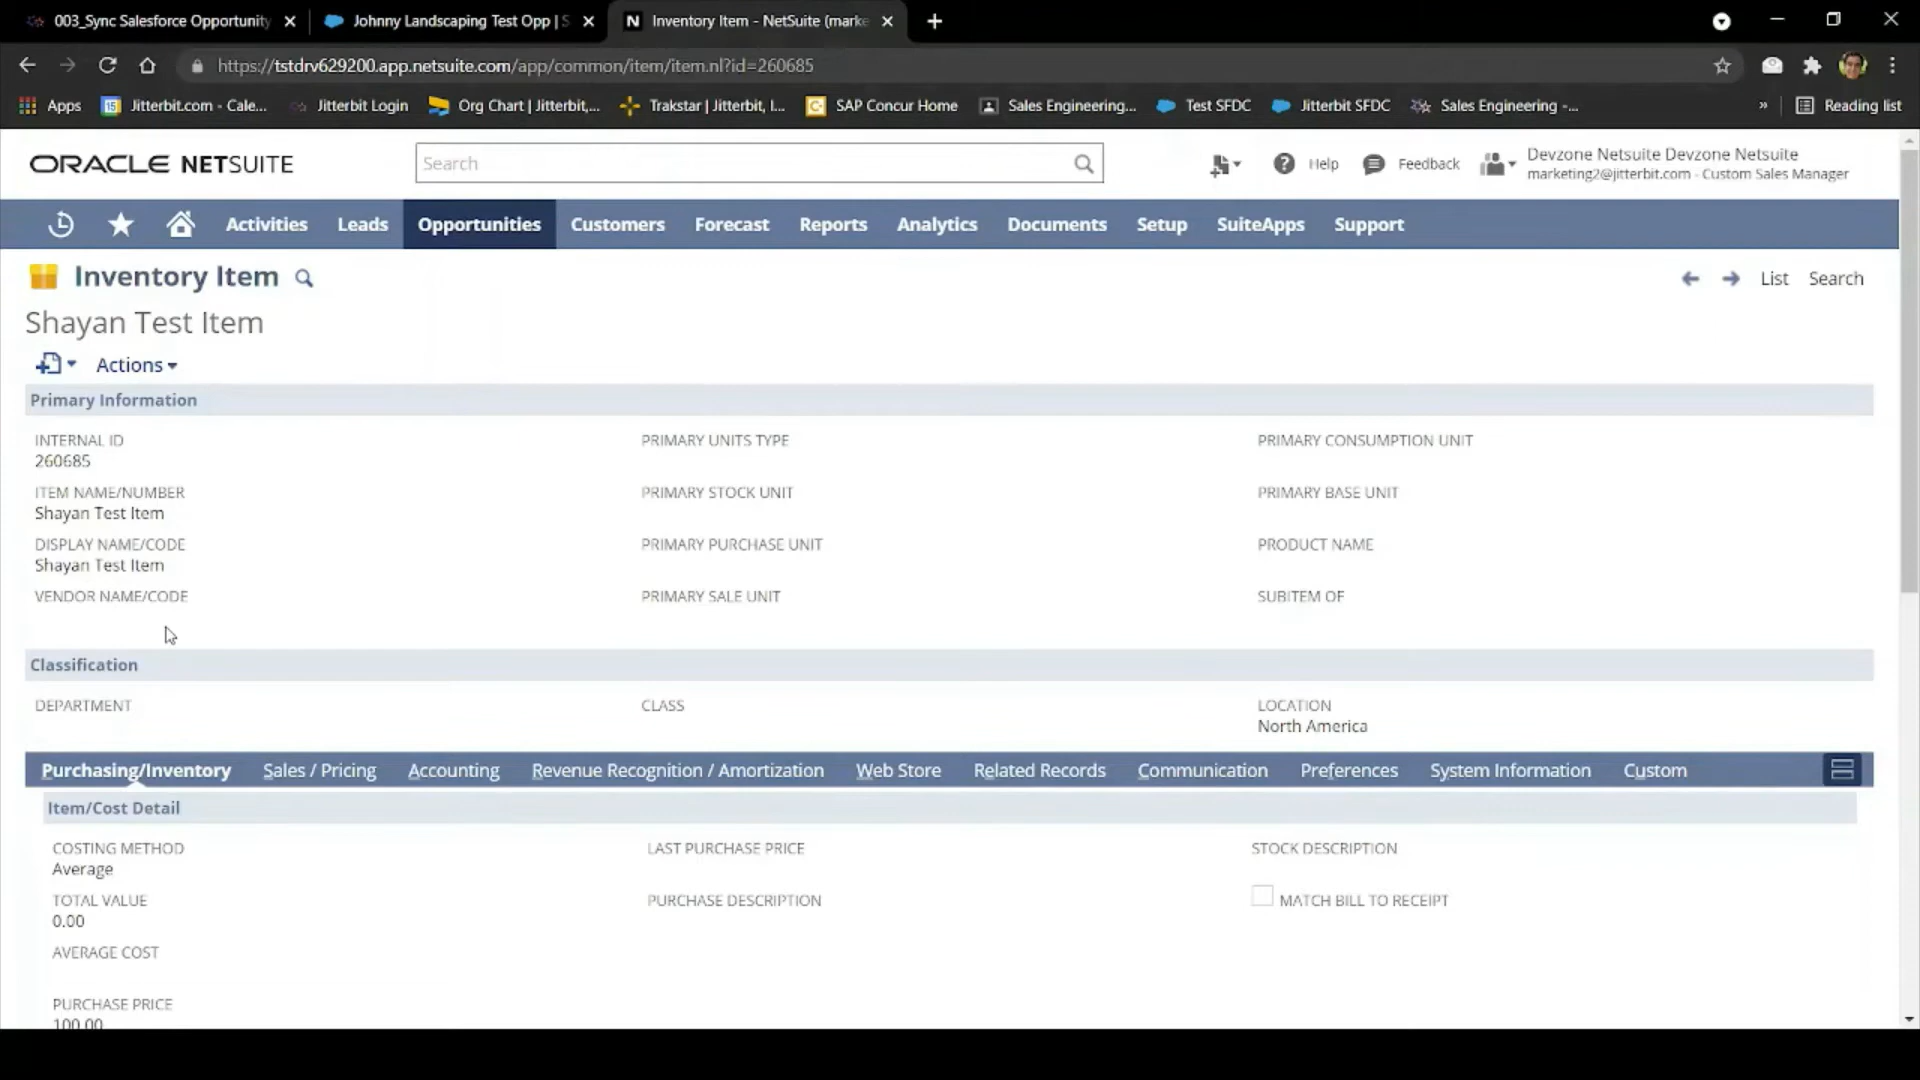 003_Sync Salesforce Opportunity
Johnny Landscaping Test Opp | S
Inventory Item - NetSuite (marke
https://tstdrv629200.app.netsuite.com/app/common/item/item.nl?id=260685
Apps
Jitterbit.com - Cale...
Jitterbit Login
Org Chart | Jitterbit,...
Trakstar | Jitterbit, I...
SAP Concur Home
Sales Engineering...
Test SFDC
Jitterbit SFDC
Sales Engineering -...
»
Reading list
ORACLE NETSUITE
Search
Help
Feedback
Devzone Netsuite Devzone Netsuite
marketing2@jitterbit.com - Custom Sales Manager
Activities
Leads
Opportunities
Customers
Forecast
Reports
Analytics
Documents
Setup
SuiteApps
Support
Inventory Item
List
Search
Shayan Test Item
Actions
Primary Information
INTERNAL ID
260685
PRIMARY UNITS TYPE
PRIMARY CONSUMPTION UNIT
ITEM NAME/NUMBER
Shayan Test Item
PRIMARY STOCK UNIT
PRIMARY BASE UNIT
DISPLAY NAME/CODE
Shayan Test Item
PRIMARY PURCHASE UNIT
PRODUCT NAME
VENDOR NAME/CODE
PRIMARY SALE UNIT
SUBITEM OF
Classification
DEPARTMENT
CLASS
LOCATION
North America
Purchasing/Inventory
Sales / Pricing
Accounting
Revenue Recognition / Amortization
Web Store
Related Records
Communication
Preferences
System Information
Custom
Item/Cost Detail
COSTING METHOD
Average
LAST PURCHASE PRICE
STOCK DESCRIPTION
TOTAL VALUE
0.00
PURCHASE DESCRIPTION
MATCH BILL TO RECEIPT
AVERAGE COST
PURCHASE PRICE
100.00